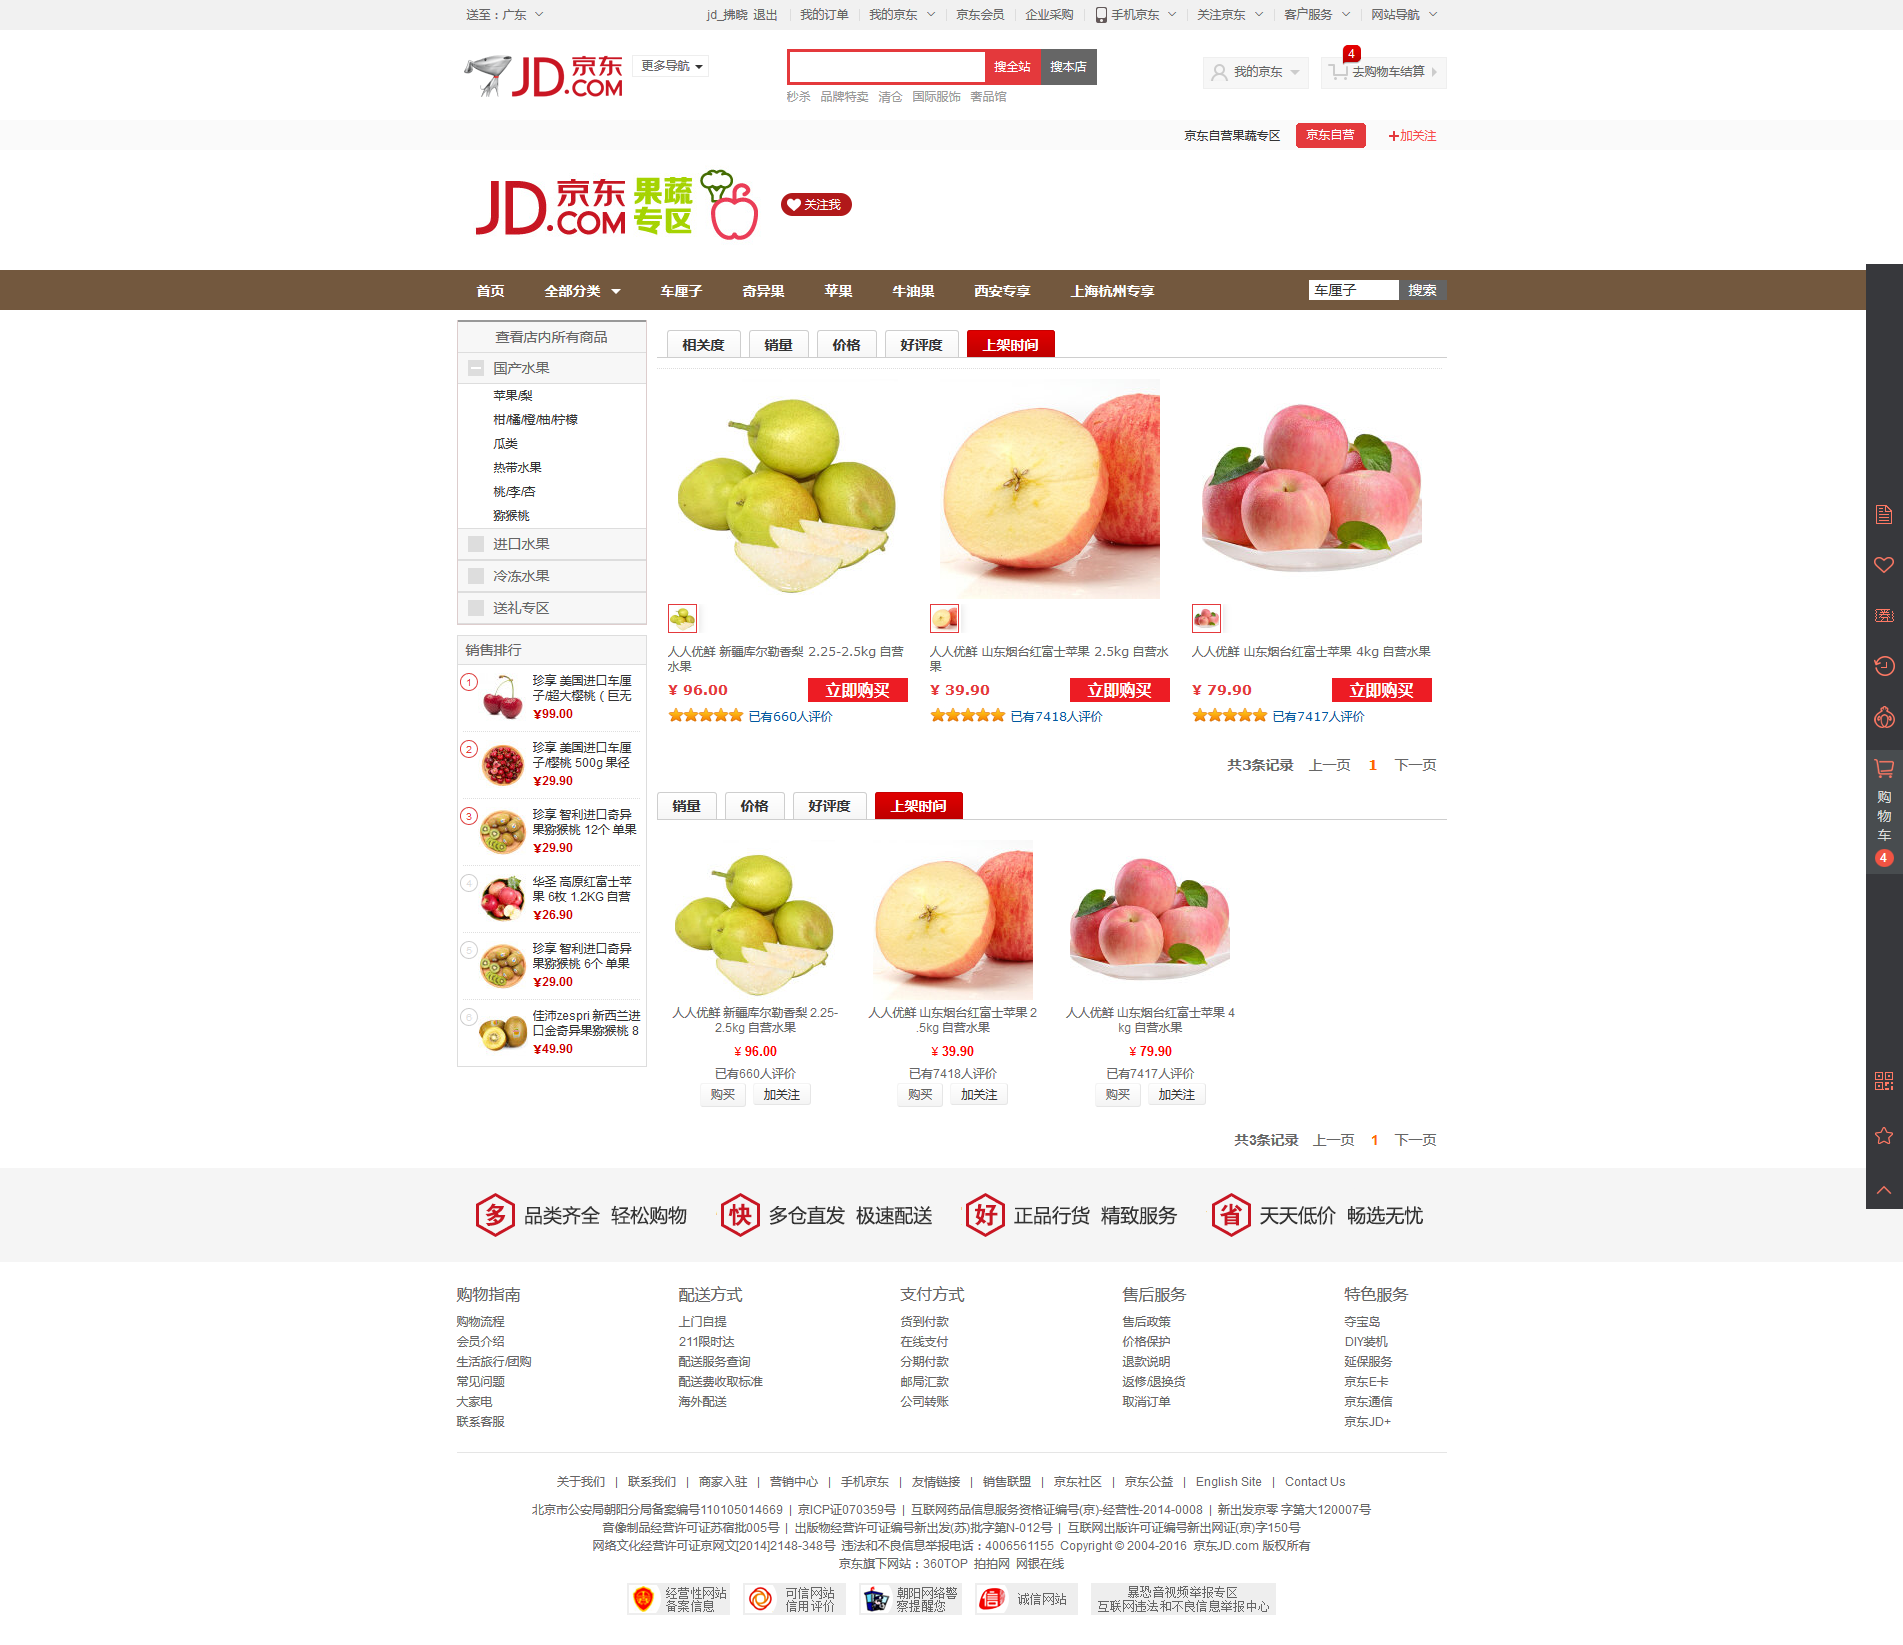 送至：广东
jd_拂晓 退出 我的订单 我的京东 京东会员 企业采购 手机京东 关注京东 客户服务 网站导航
JD.COM 京东
更多导航
搜全站 搜本店
秒杀 品牌特卖 清仓 国际服饰 奢品馆
我的京东
4
去购物车结算
京东自营果蔬专区 京东自营 +加关注
JD.COM 京东 果蔬专区
关注我
首页 全部分类 车厘子 奇异果 苹果 牛油果 西安专享 上海杭州专享
车厘子 搜索
查看店内所有商品
国产水果
苹果/梨
柑/橘/橙/柚/柠檬
瓜类
热带水果
桃/李/杏
猕猴桃
进口水果
冷冻水果
送礼专区
销售排行
1
珍享 美国进口车厘
子/超大樱桃（巨无
¥99.00
2
珍享 美国进口车厘
子/樱桃 500g 果径
¥29.90
3
珍享 智利进口奇异
果猕猴桃 12个 单果
¥29.90
4
华圣 高原红富士苹
果 6枚 1.2KG 自营
¥26.90
5
珍享 智利进口奇异
果猕猴桃 6个 单果
¥29.00
6
佳沛zespri 新西兰进
口金奇异果猕猴桃 8
¥49.90
相关度 销量 价格 好评度 上架时间
人人优鲜 新疆库尔勒香梨 2.25-2.5kg 自营
水果
¥ 96.00 立即购买
已有660人评价
人人优鲜 山东烟台红富士苹果 2.5kg 自营水
果
¥ 39.90 立即购买
已有7418人评价
人人优鲜 山东烟台红富士苹果 4kg 自营水果
¥ 79.90 立即购买
已有7417人评价
共3条记录 上一页 1 下一页
销量 价格 好评度 上架时间
人人优鲜 新疆库尔勒香梨 2.25-
2.5kg 自营水果
¥ 96.00
已有660人评价
购买 加关注
人人优鲜 山东烟台红富士苹果 2
.5kg 自营水果
¥ 39.90
已有7418人评价
购买 加关注
人人优鲜 山东烟台红富士苹果 4
kg 自营水果
¥ 79.90
已有7417人评价
购买 加关注
共3条记录 上一页 1 下一页
券
购
物
车
4
多 品类齐全 轻松购物 快 多仓直发 极速配送 好 正品行货 精致服务 省 天天低价 畅选无忧
购物指南
购物流程
会员介绍
生活旅行/团购
常见问题
大家电
联系客服
配送方式
上门自提
211限时达
配送服务查询
配送费收取标准
海外配送
支付方式
货到付款
在线支付
分期付款
邮局汇款
公司转账
售后服务
售后政策
价格保护
退款说明
返修/退换货
取消订单
特色服务
夺宝岛
DIY装机
延保服务
京东E卡
京东通信
京东JD+
关于我们 | 联系我们 | 商家入驻 | 营销中心 | 手机京东 | 友情链接 | 销售联盟 | 京东社区 | 京东公益 | English Site | Contact Us
北京市公安局朝阳分局备案编号110105014669 | 京ICP证070359号 | 互联网药品信息服务资格证编号(京)-经营性-2014-0008 | 新出发京零 字第大120007号
音像制品经营许可证苏宿批005号 | 出版物经营许可证编号新出发(苏)批字第N-012号 | 互联网出版许可证编号新出网证(京)字150号
网络文化经营许可证京网文[2014]2148-348号 违法和不良信息举报电话：4006561155 Copyright © 2004-2016 京东JD.com 版权所有
京东旗下网站：360TOP 拍拍网 网银在线
经营性网站
备案信息
可信网站
信用评价
朝阳网络警
察提醒您
信 诚信网站
暴恐音视频举报专区
互联网违法和不良信息举报中心